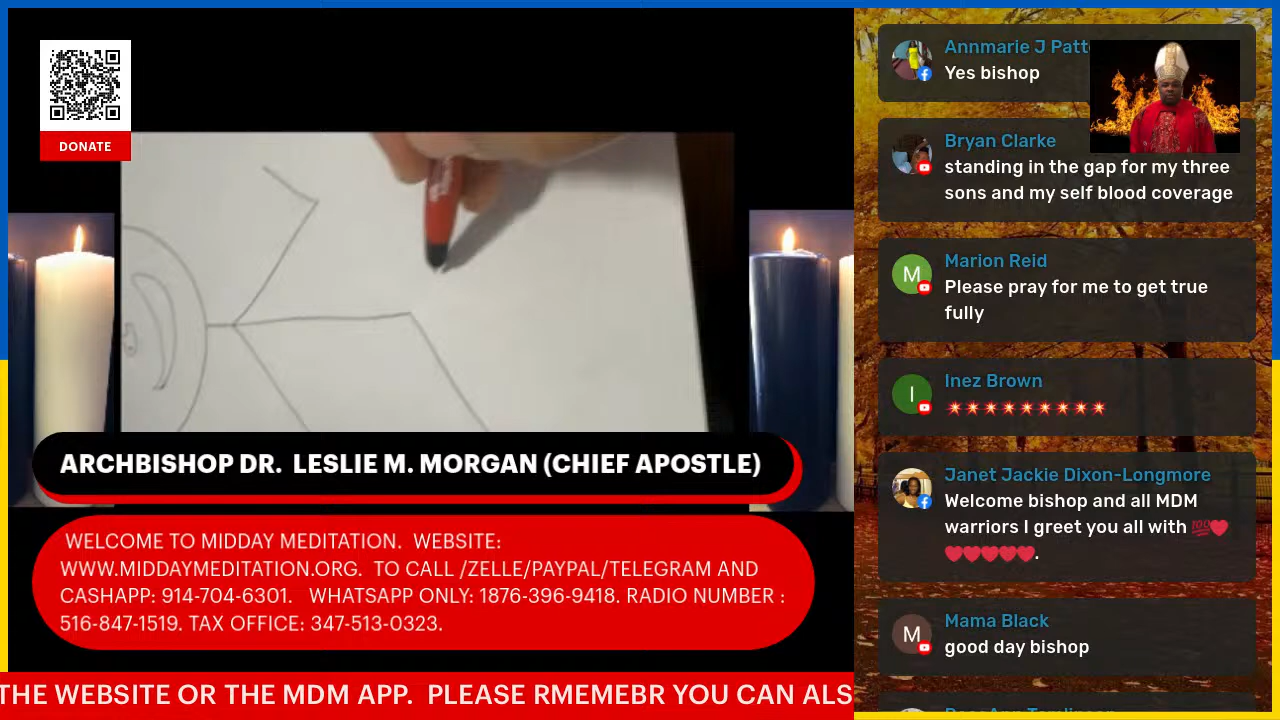 DONATE
ARCHBISHOP DR. LESLIE M. MORGAN (CHIEF APOSTLE)
WELCOME TO MIDDAY MEDITATION. WEBSITE:
WWW.MIDDAYMEDITATION.ORG. TO CALL /ZELLE/PAYPAL/TELEGRAM AND
CASHAPP: 914-704-6301. WHATSAPP ONLY: 1876-396-9418. RADIO NUMBER :
516-847-1519. TAX OFFICE: 347-513-0323.
THE WEBSITE OR THE MDM APP. PLEASE RMEMEBR YOU CAN ALS
Annmarie J Patt
Yes bishop
Bryan Clarke
standing in the gap for my three
sons and my self blood coverage
M
Marion Reid
Please pray for me to get true
fully
I
Inez Brown
💥💥💥💥💥💥💥💥💥
Janet Jackie Dixon-Longmore
Welcome bishop and all MDM
warriors I greet you all with 💯❤️
❤️❤️❤️❤️❤️.
M
Mama Black
good day bishop